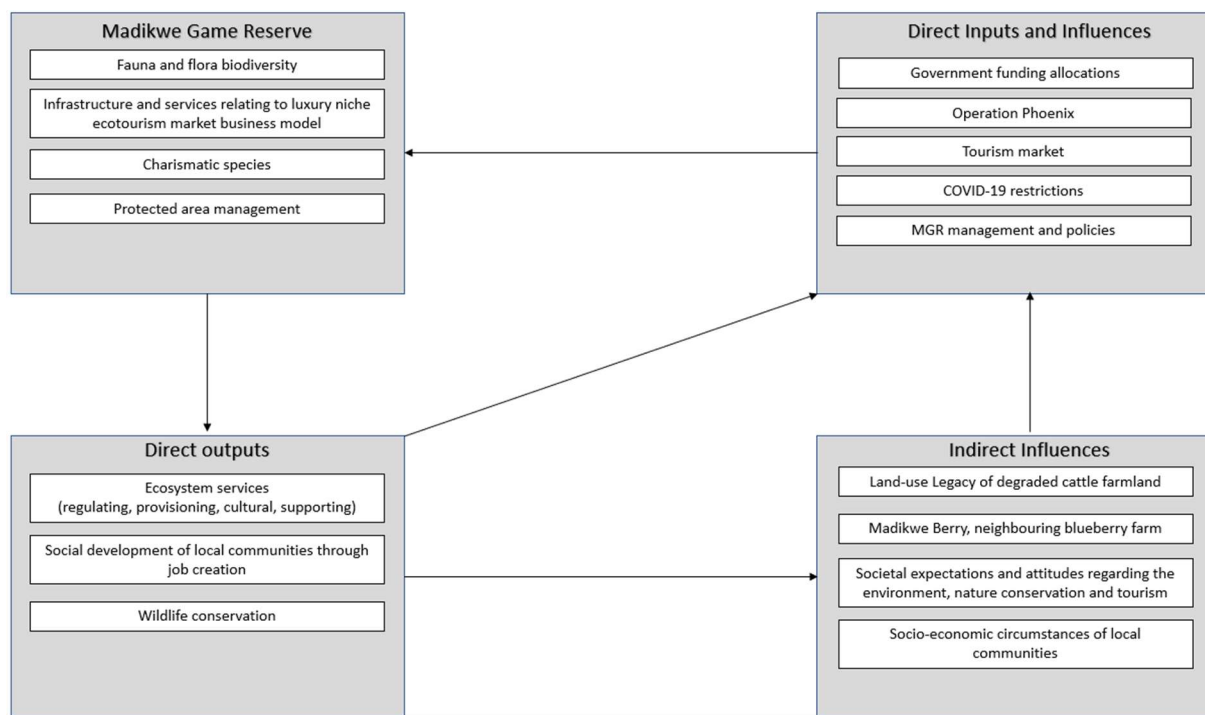 Madikwe Game Reserve
Fauna and flora biodiversity
Infrastructure and services relating to luxury niche
ecotourism market business model
Charismatic species
Protected area management
Direct Inputs and Influences
Government funding allocations
Operation Phoenix
Tourism market
COVID-19 restrictions
MGR management and policies
Direct outputs
Ecosystem services
(regulating, provisioning, cultural, supporting)
Social development of local communities through
job creation
Wildlife conservation
Indirect Influences
Land-use Legacy of degraded cattle farmland
Madikwe Berry, neighbouring blueberry farm
Societal expectations and attitudes regarding the
environment, nature conservation and tourism
Socio-economic circumstances of local
communities